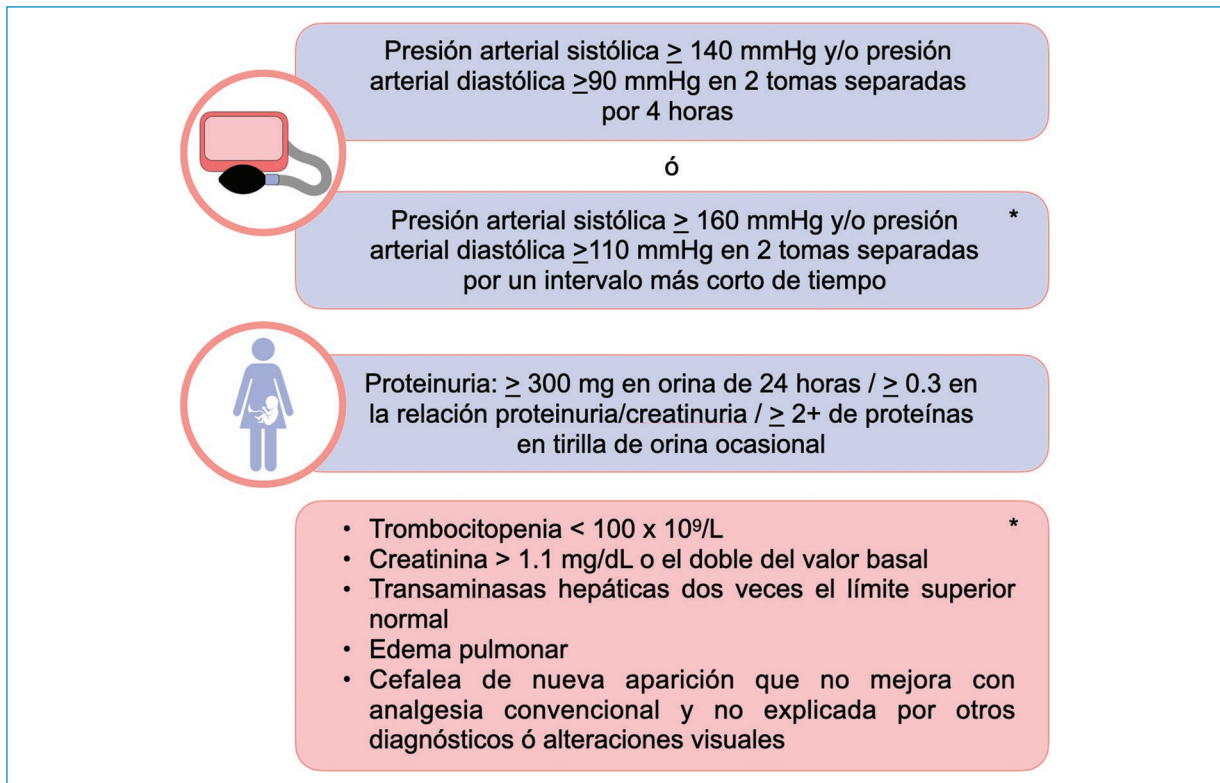 Presión arterial sistólica ≥ 140 mmHg y/o presión
arterial diastólica ≥90 mmHg en 2 tomas separadas
por 4 horas
ó
Presión arterial sistólica ≥ 160 mmHg y/o presión *
arterial diastólica ≥110 mmHg en 2 tomas separadas
por un intervalo más corto de tiempo
Proteinuria: ≥ 300 mg en orina de 24 horas / ≥ 0.3 en
la relación proteinuria/creatinuria / ≥ 2+ de proteínas
en tirilla de orina ocasional
• Trombocitopenia < 100 x 10⁹/L *
• Creatinina > 1.1 mg/dL o el doble del valor basal
• Transaminasas hepáticas dos veces el límite superior
normal
• Edema pulmonar
• Cefalea de nueva aparición que no mejora con
analgesia convencional y no explicada por otros
diagnósticos ó alteraciones visuales